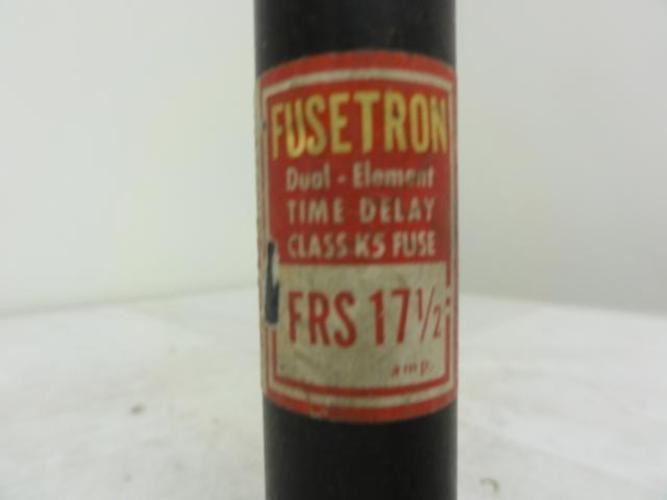 FUSETRON
Dual - Element
TIME DELAY
CLASS K5 FUSE
FRS 17½
amp.